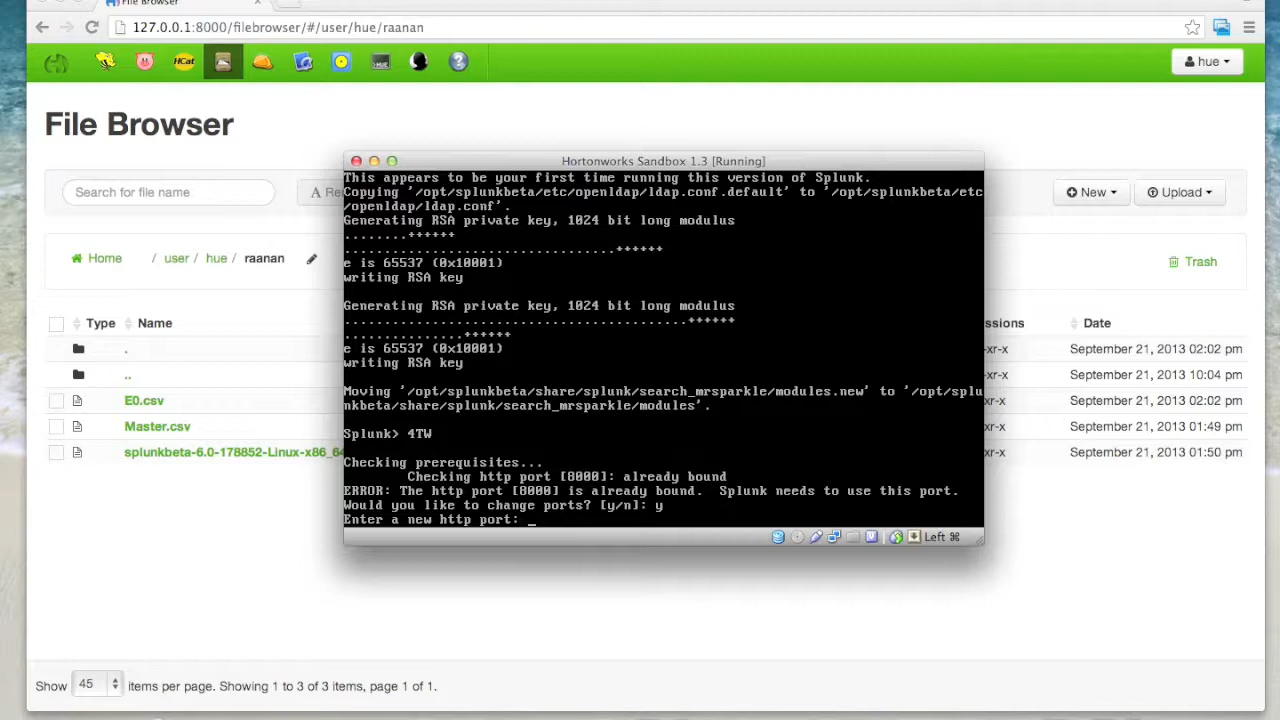 File Browser
127.0.0.1:8000/filebrowser/#/user/hue/raanan
HCat
hue
File Browser
Search for file name
A Re
New
Upload
Home / user / hue / raanan
Trash
Type Name
ssions Date
.
-xr-x September 21, 2013 02:02 pm
..
-xr-x September 21, 2013 10:04 pm
E0.csv
-xr-x September 21, 2013 02:02 pm
Master.csv
-xr-x September 21, 2013 01:49 pm
splunkbeta-6.0-178852-Linux-x86_64
-xr-x September 21, 2013 01:50 pm
Hortonworks Sandbox 1.3 [Running]
This appears to be your first time running this version of Splunk.
Copying '/opt/splunkbeta/etc/openldap/ldap.conf.default' to '/opt/splunkbeta/etc
/openldap/ldap.conf'.
Generating RSA private key, 1024 bit long modulus
........++++++
..................................++++++
e is 65537 (0x10001)
writing RSA key
Generating RSA private key, 1024 bit long modulus
...........................................++++++
...............++++++
e is 65537 (0x10001)
writing RSA key
Moving '/opt/splunkbeta/share/splunk/search_mrsparkle/modules.new' to '/opt/splu
nkbeta/share/splunk/search_mrsparkle/modules'.
Splunk> 4TW
Checking prerequisites...
Checking http port [8000]: already bound
ERROR: The http port [8000] is already bound. Splunk needs to use this port.
Would you like to change ports? [y/n]: y
Enter a new http port: _
Left ⌘
Show 45 items per page. Showing 1 to 3 of 3 items, page 1 of 1.